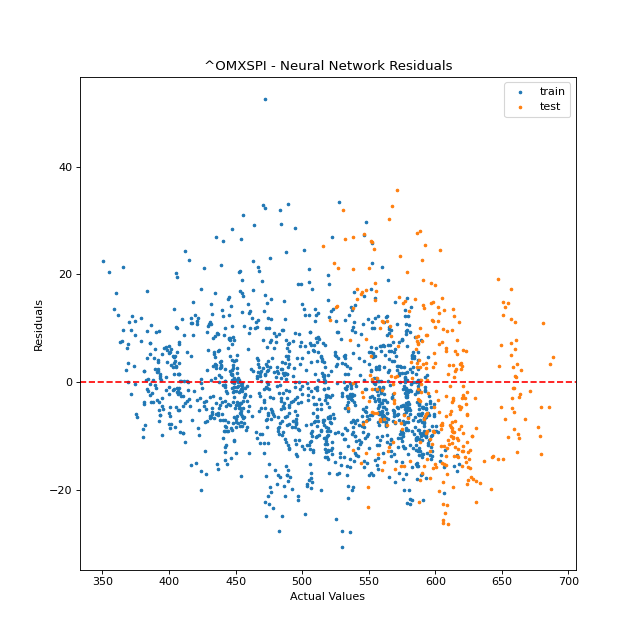 ^OMXSPI - Neural Network Residuals
train
test
40
20
0
−20
Residuals
350 400 450 500 550 600 650 700
Actual Values